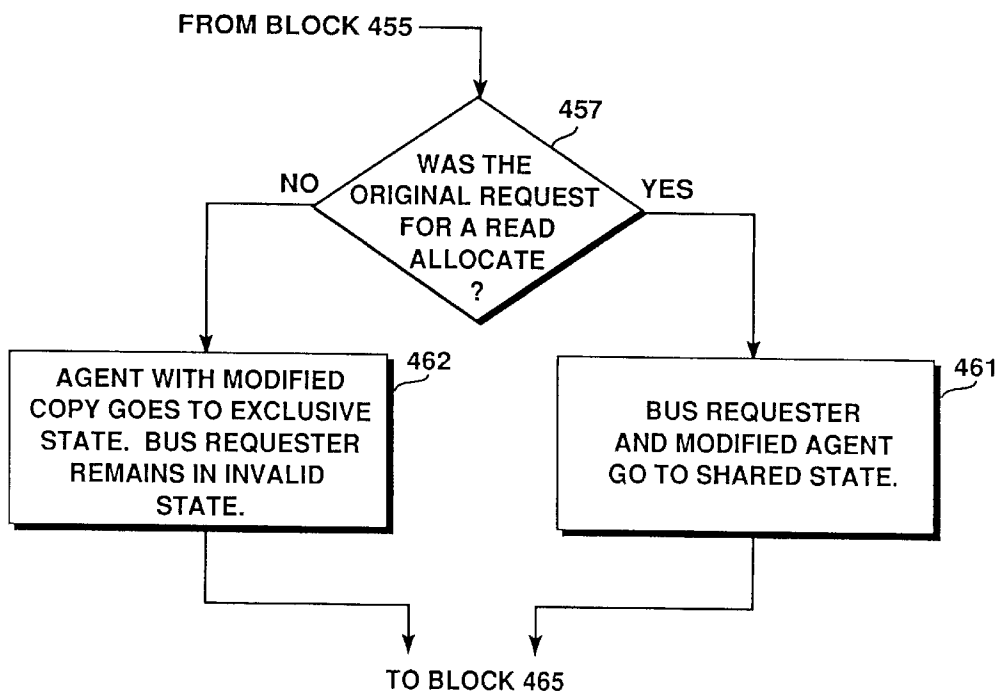 FROM BLOCK 455
457
WAS THE
ORIGINAL REQUEST
FOR A READ
ALLOCATE
?
NO
YES
462
AGENT WITH MODIFIED
COPY GOES TO EXCLUSIVE
STATE. BUS REQUESTER
REMAINS IN INVALID
STATE.
461
BUS REQUESTER
AND MODIFIED AGENT
GO TO SHARED STATE.
TO BLOCK 465